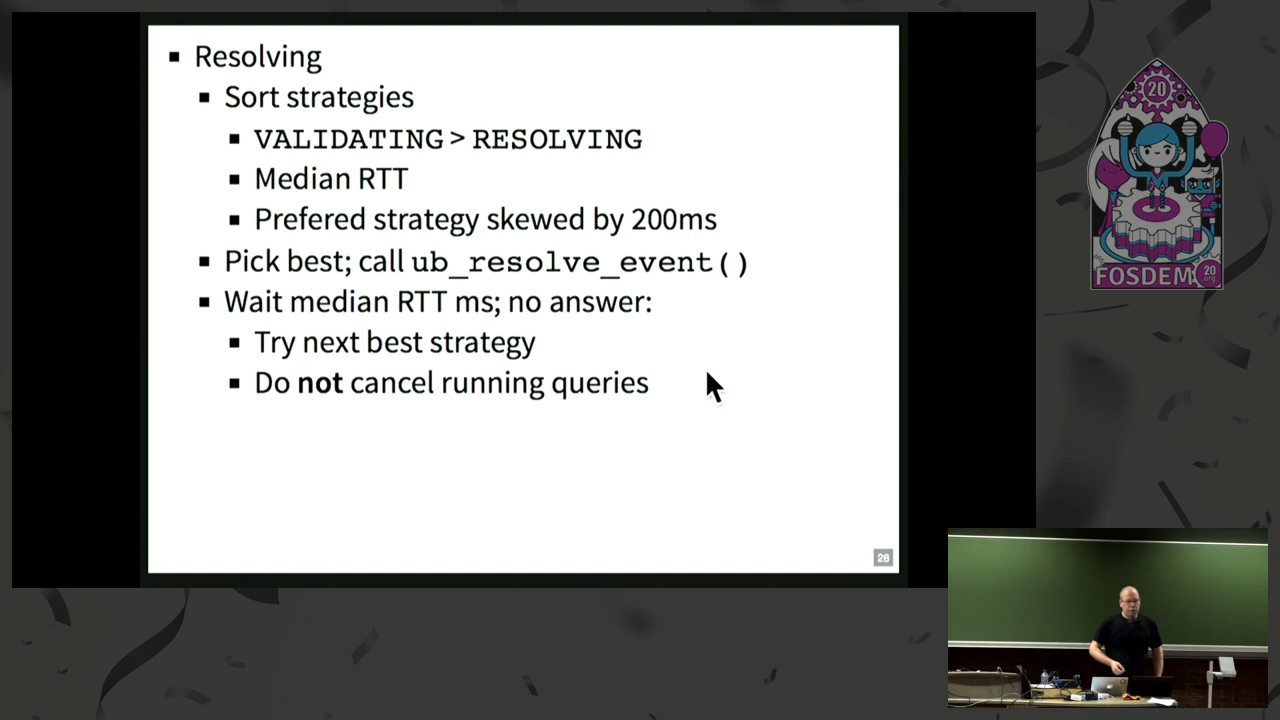 Resolving
Sort strategies
VALIDATING > RESOLVING
Median RTT
Prefered strategy skewed by 200ms
Pick best; call ub_resolve_event()
Wait median RTT ms; no answer:
Try next best strategy
Do not cancel running queries
28
20
FOSDEM 20
.org